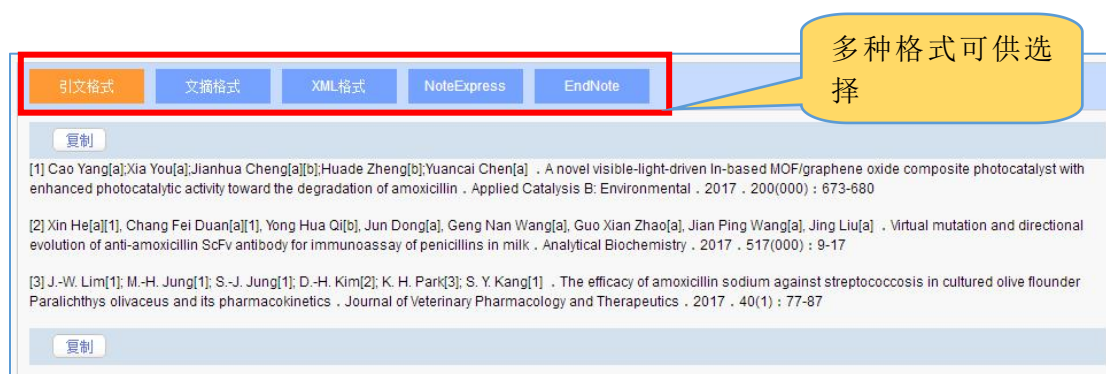 多种格式可供选
择
引文格式 文摘格式 XML格式 NoteExpress EndNote
复制
[1] Cao Yang[a];Xia You[a];Jianhua Cheng[a][b];Huade Zheng[b];Yuancai Chen[a] . A novel visible-light-driven In-based MOF/graphene oxide composite photocatalyst with
enhanced photocatalytic activity toward the degradation of amoxicillin . Applied Catalysis B: Environmental . 2017 . 200(000) : 673-680
[2] Xin He[a][1], Chang Fei Duan[a][1], Yong Hua Qi[b], Jun Dong[a], Geng Nan Wang[a], Guo Xian Zhao[a], Jian Ping Wang[a], Jing Liu[a] . Virtual mutation and directional
evolution of anti-amoxicillin ScFv antibody for immunoassay of penicillins in milk . Analytical Biochemistry . 2017 . 517(000) : 9-17
[3] J.-W. Lim[1]; M.-H. Jung[1]; S.-J. Jung[1]; D.-H. Kim[2]; K. H. Park[3]; S. Y. Kang[1] . The efficacy of amoxicillin sodium against streptococcosis in cultured olive flounder
Paralichthys olivaceus and its pharmacokinetics . Journal of Veterinary Pharmacology and Therapeutics . 2017 . 40(1) : 77-87
复制